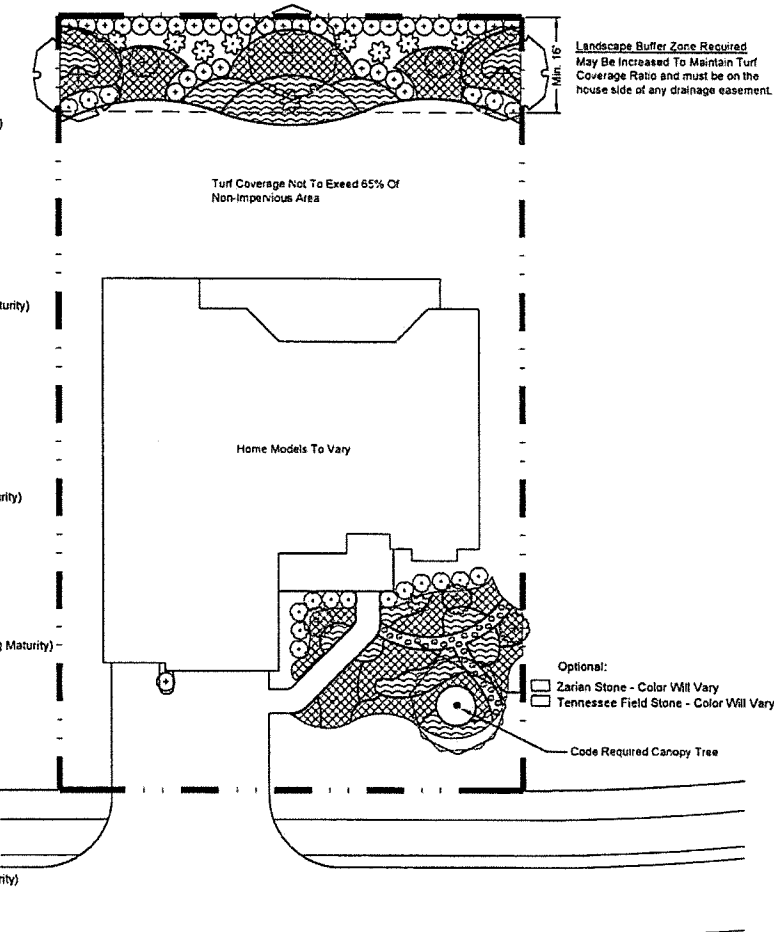 Landscape Buffer Zone Required
May Be Increased To Maintain Turf
Coverage Ratio and must be on the
house side of any drainage easement.
Min. 16'
)
Turf Coverage Not To Exeed 65% Of
Non-Impervious Area
turity)
Home Models To Vary
urity)
g Maturity)
Optional:
Zarian Stone - Color Will Vary
Tennessee Field Stone - Color Will Vary
Code Required Canopy Tree
rity)